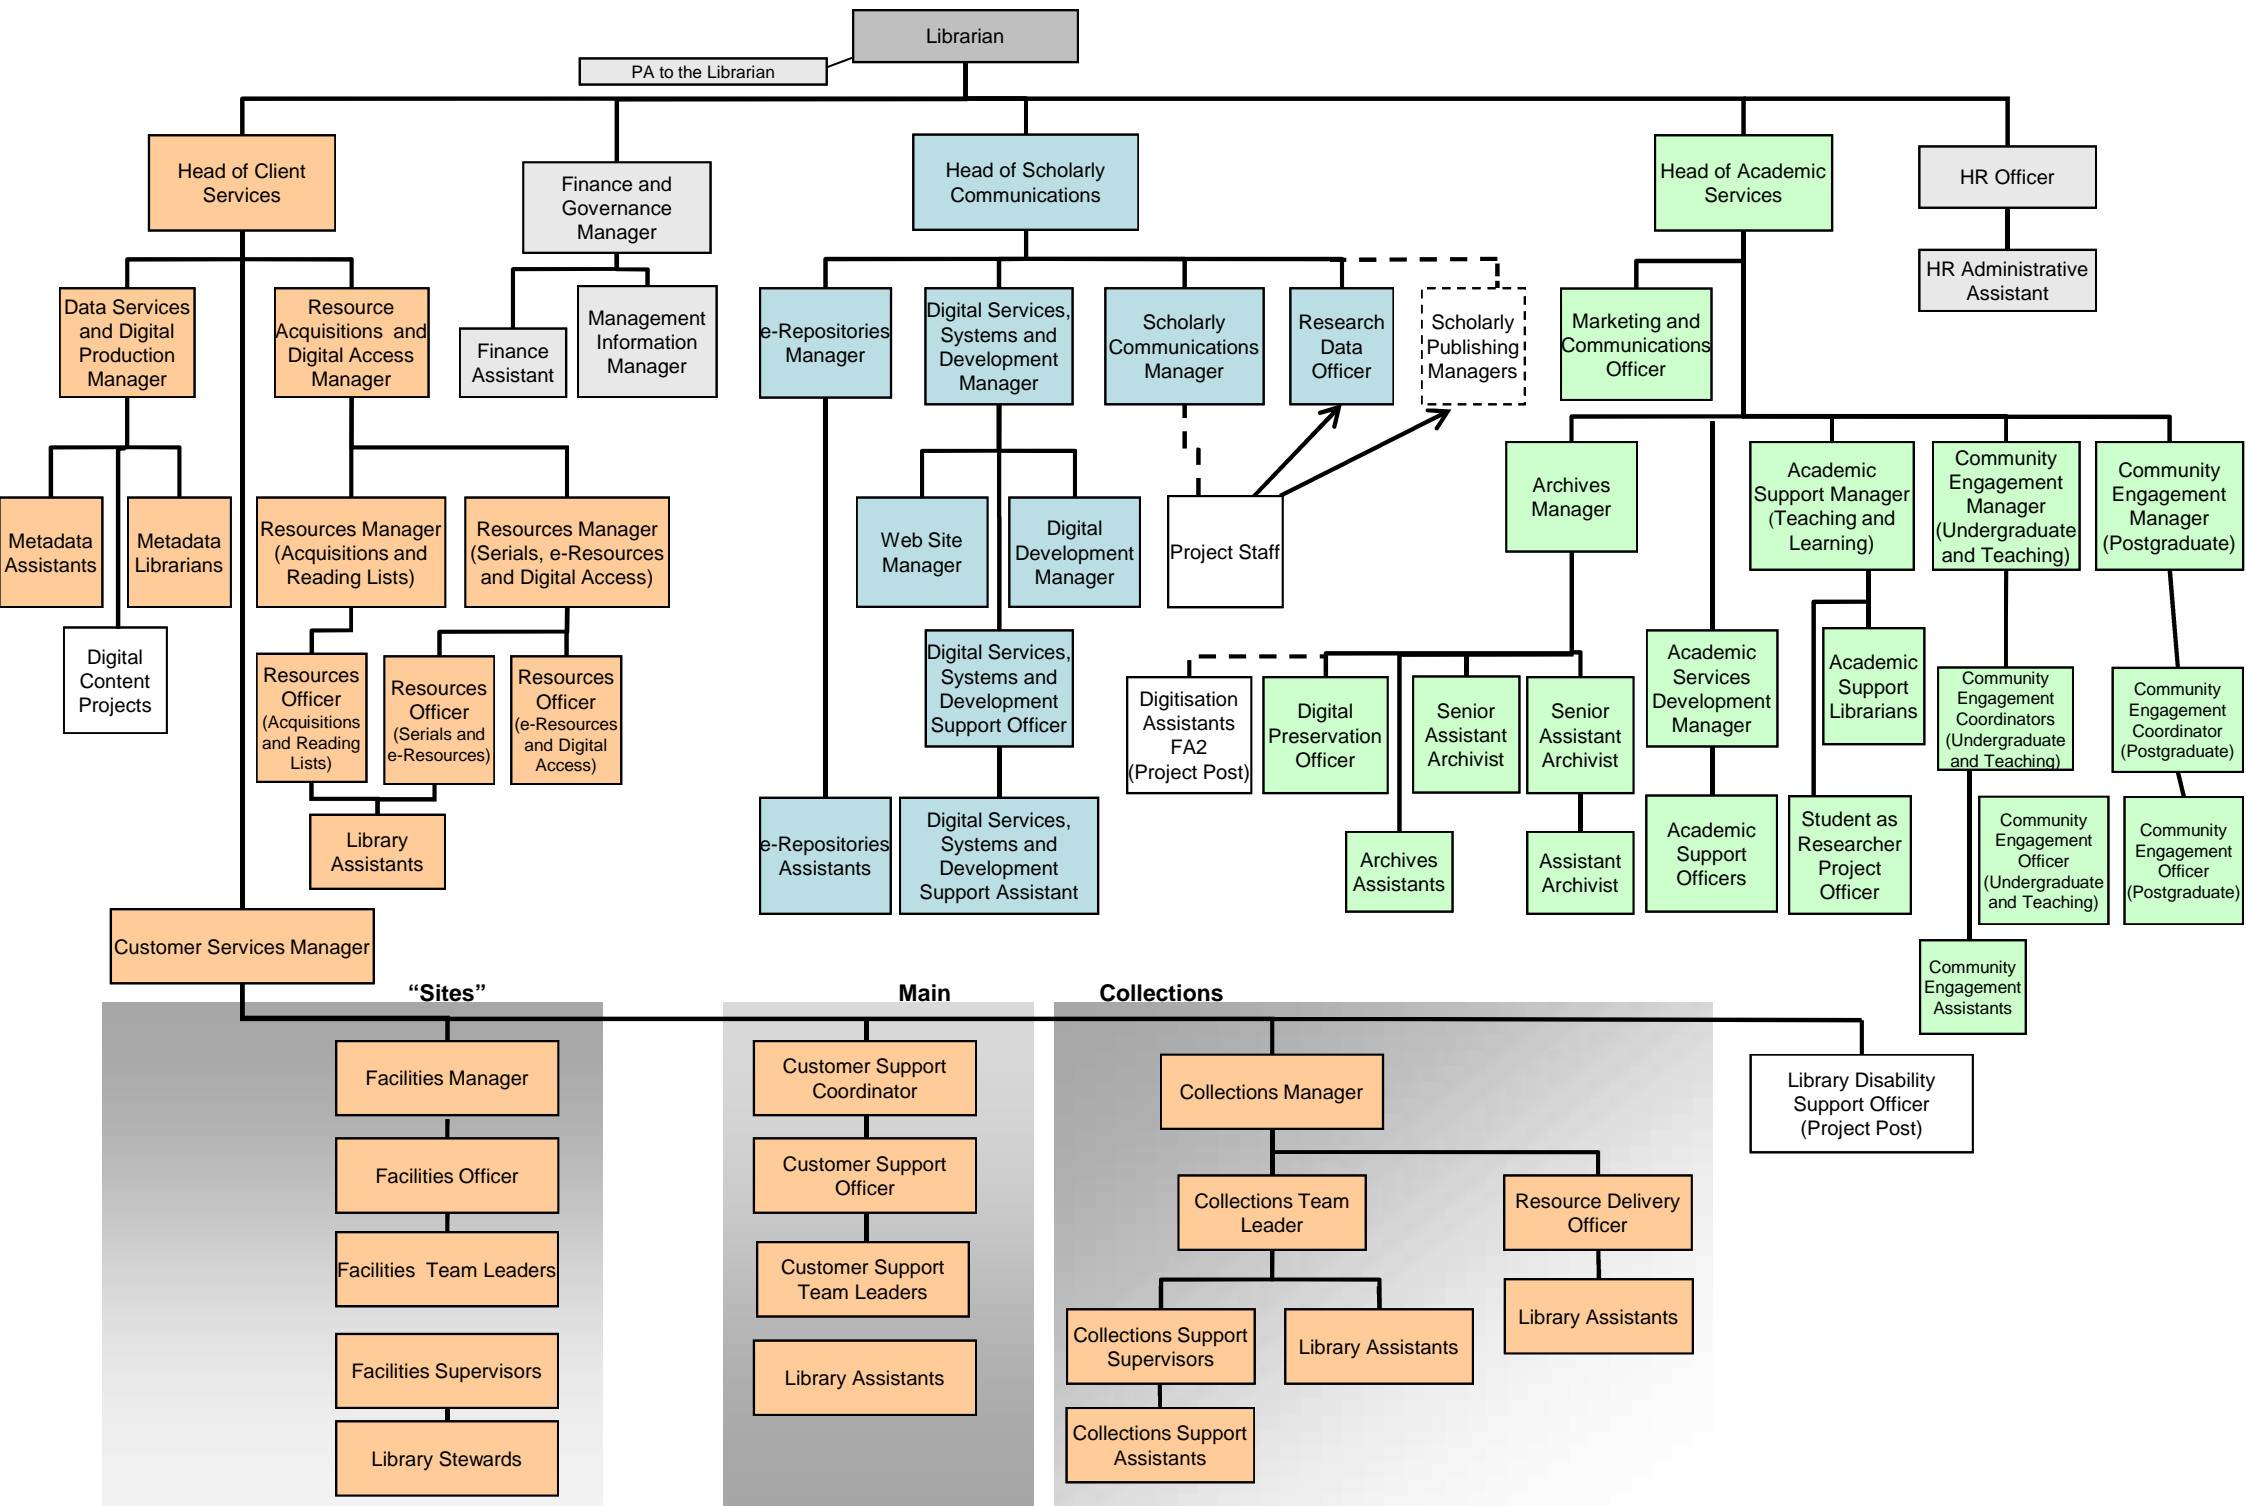 Librarian
PA to the Librarian
Head of Client
Services
Finance and
Governance
Manager
Head of Scholarly
Communications
Head of Academic
Services
HR Officer
HR Administrative
Assistant
Data Services
and Digital
Production
Manager
Resource
Acquisitions and
Digital Access
Manager
Finance
Assistant
Management
Information
Manager
e-Repositories
Manager
Digital Services,
Systems and
Development
Manager
Scholarly
Communications
Manager
Research
Data
Officer
Scholarly
Publishing
Managers
Marketing and
Communications
Officer
Metadata
Assistants
Metadata
Librarians
Resources Manager
(Acquisitions and
Reading Lists)
Resources Manager
(Serials, e-Resources
and Digital Access)
Web Site
Manager
Digital
Development
Manager
Project Staff
Archives
Manager
Academic
Support Manager
(Teaching and
Learning)
Community
Engagement
Manager
(Undergraduate
and Teaching)
Community
Engagement
Manager
(Postgraduate)
Digital
Content
Projects
Resources
Officer
(Acquisitions
and Reading
Lists)
Resources
Officer
(Serials and
e-Resources)
Resources
Officer
(e-Resources
and Digital
Access)
Digital Services,
Systems and
Development
Support Officer
Digitisation
Assistants
FA2
(Project Post)
Digital
Preservation
Officer
Senior
Assistant
Archivist
Senior
Assistant
Archivist
Academic
Services
Development
Manager
Academic
Support
Librarians
Community
Engagement
Coordinators
(Undergraduate
and Teaching)
Community
Engagement
Coordinator
(Postgraduate)
Library
Assistants
e-Repositories
Assistants
Digital Services,
Systems and
Development
Support Assistant
Archives
Assistants
Assistant
Archivist
Academic
Support
Officers
Student as
Researcher
Project
Officer
Community
Engagement
Officer
(Undergraduate
and Teaching)
Community
Engagement
Officer
(Postgraduate)
Customer Services Manager
Community
Engagement
Assistants
“Sites”
Main
Collections
Facilities Manager
Customer Support
Coordinator
Collections Manager
Library Disability
Support Officer
(Project Post)
Facilities Officer
Customer Support
Officer
Collections Team
Leader
Resource Delivery
Officer
Facilities Team Leaders
Customer Support
Team Leaders
Collections Support
Supervisors
Library Assistants
Library Assistants
Facilities Supervisors
Library Assistants
Library Stewards
Collections Support
Assistants